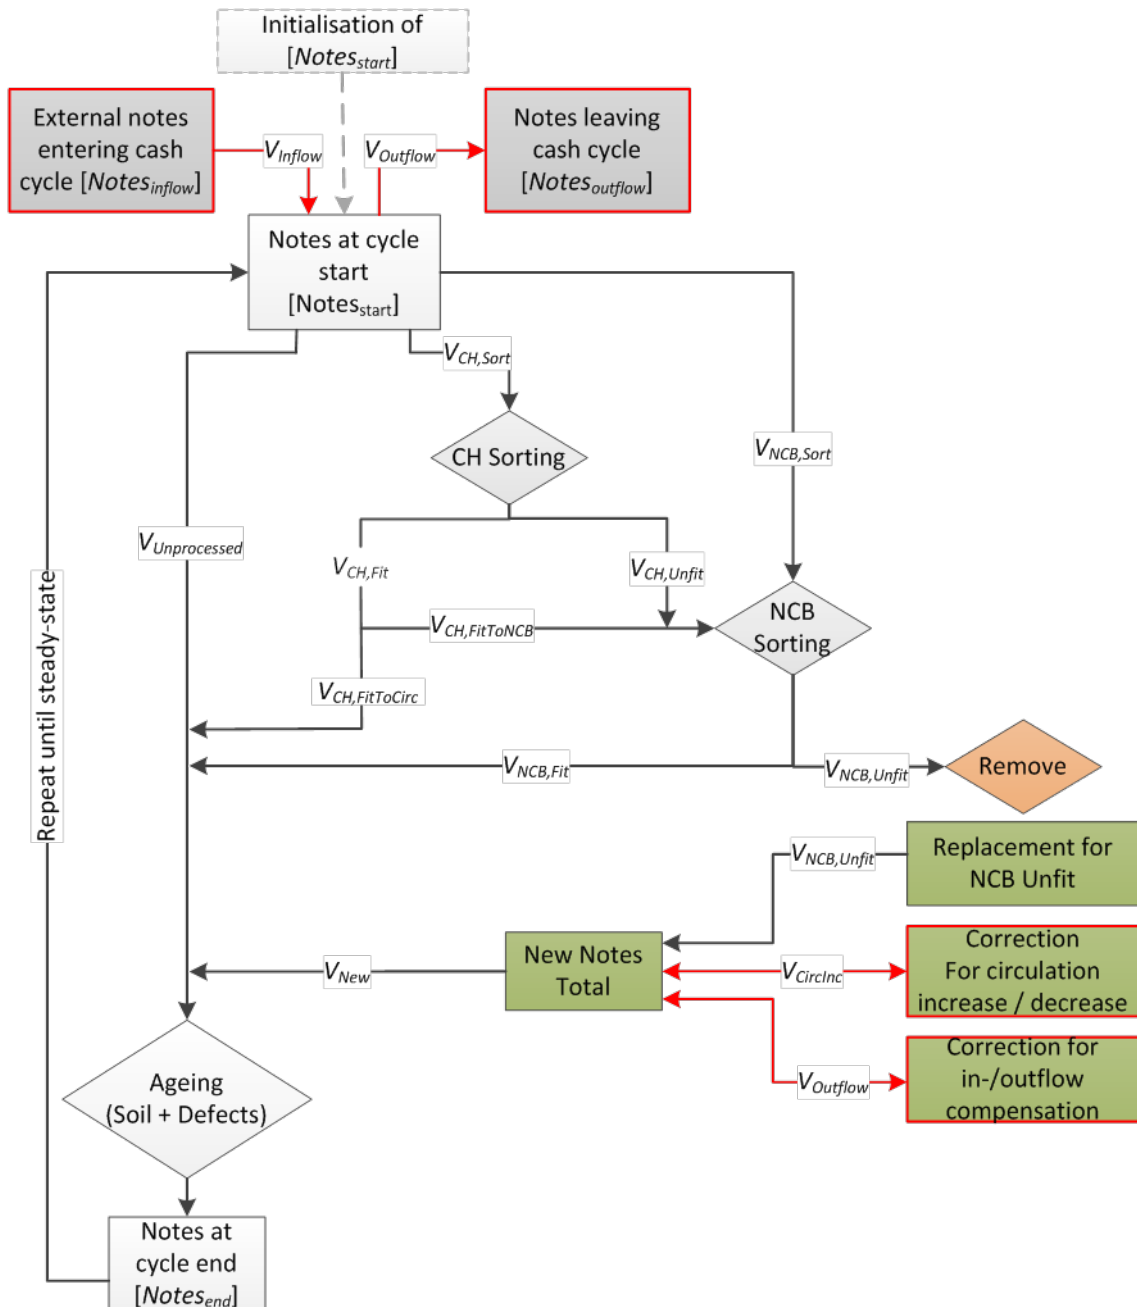 Initialisation of
[Notesstart]
External notes
entering cash
cycle [Notesinflow]
VInflow
VOutflow
Notes leaving
cash cycle
[Notesoutflow]
Notes at cycle
start
[Notesstart]
VCH,Sort
CH Sorting
VNCB,Sort
VUnprocessed
VCH,Fit
VCH,Unfit
VCH,FitToNCB
NCB
Sorting
VCH,FitToCirc
Repeat until steady-state
VNCB,Fit
VNCB,Unfit
Remove
VNCB,Unfit
Replacement for
NCB Unfit
VNew
New Notes
Total
VCircInc
Correction
For circulation
increase / decrease
VOutflow
Correction for
in-/outflow
compensation
Ageing
(Soil + Defects)
Notes at
cycle end
[Notesend]